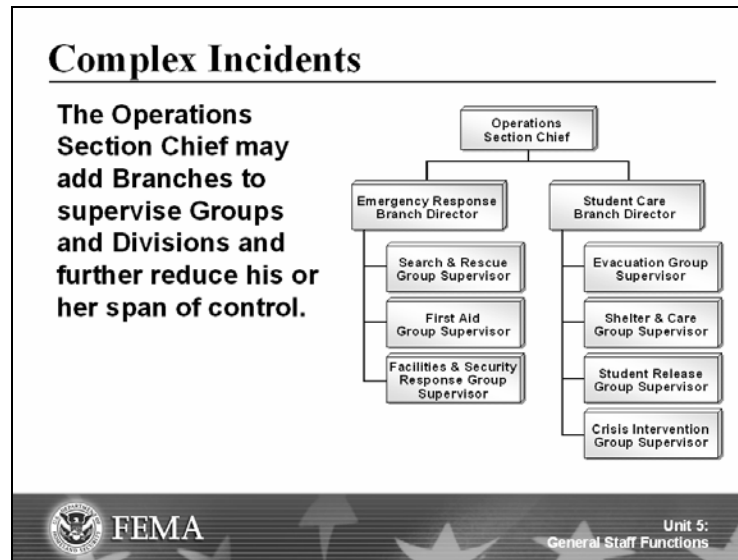 Complex Incidents
The Operations
Section Chief may
add Branches to
supervise Groups
and Divisions and
further reduce his or
her span of control.
Operations
Section Chief
Emergency Response
Branch Director
Search & Rescue
Group Supervisor
First Aid
Group Supervisor
Facilities & Security
Response Group
Supervisor
Student Care
Branch Director
Evacuation Group
Supervisor
Shelter & Care
Group Supervisor
Student Release
Group Supervisor
Crisis Intervention
Group Supervisor
FEMA
Unit 5:
General Staff Functions